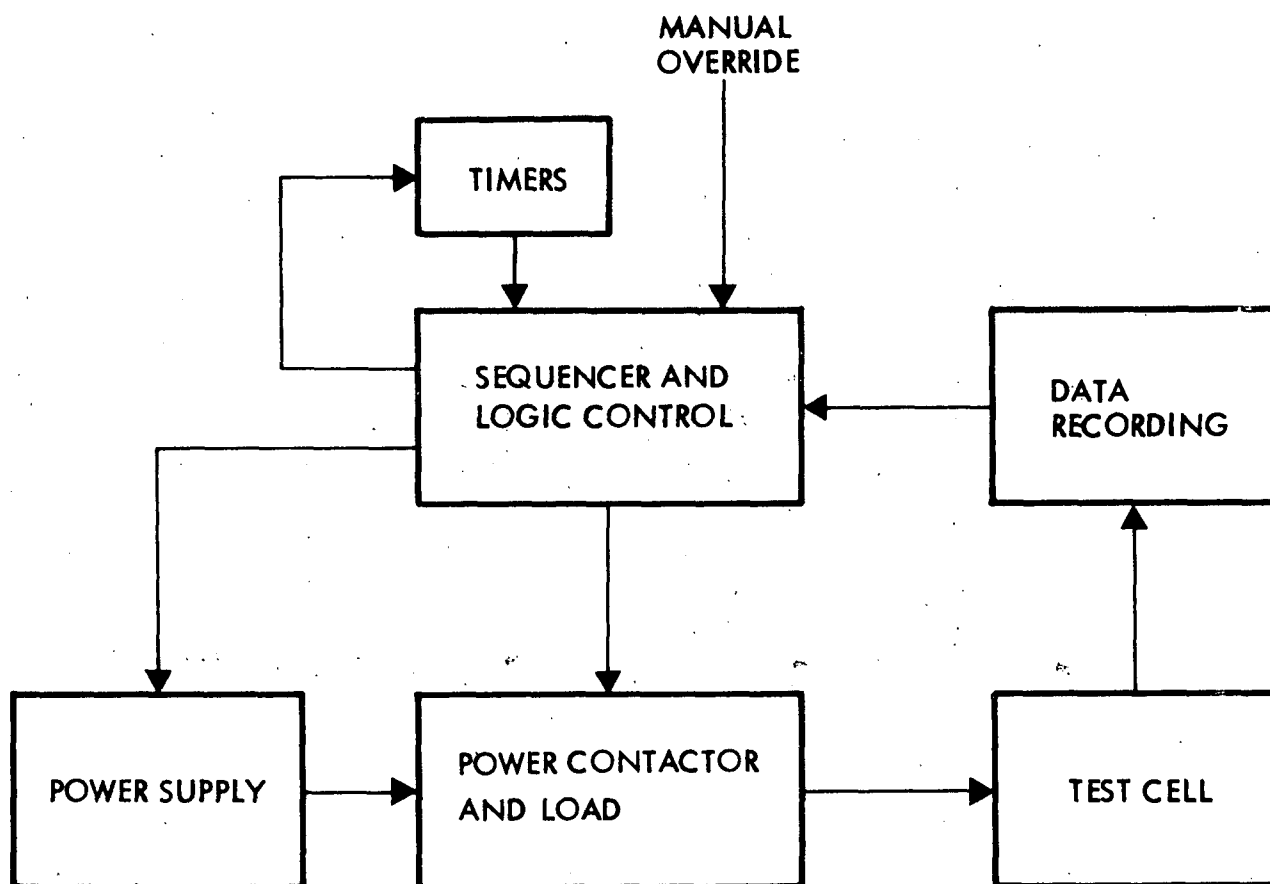 MANUAL
OVERRIDE
TIMERS
SEQUENCER AND
LOGIC CONTROL
DATA
RECORDING
POWER SUPPLY
POWER CONTACTOR
AND LOAD
TEST CELL